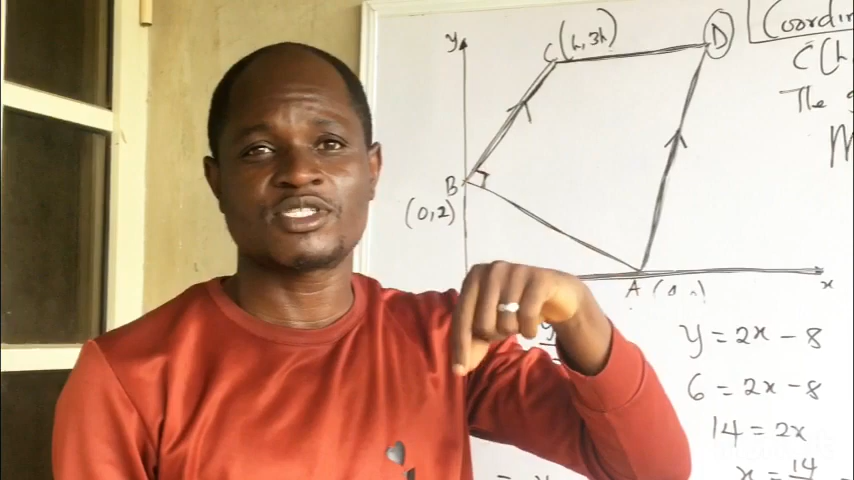 Coordin
C(h
The g
M
y
C (h, 3h)
D
B
(0,2)
A
x
y = 2x - 8
6 = 2x - 8
14 = 2x
x = 14